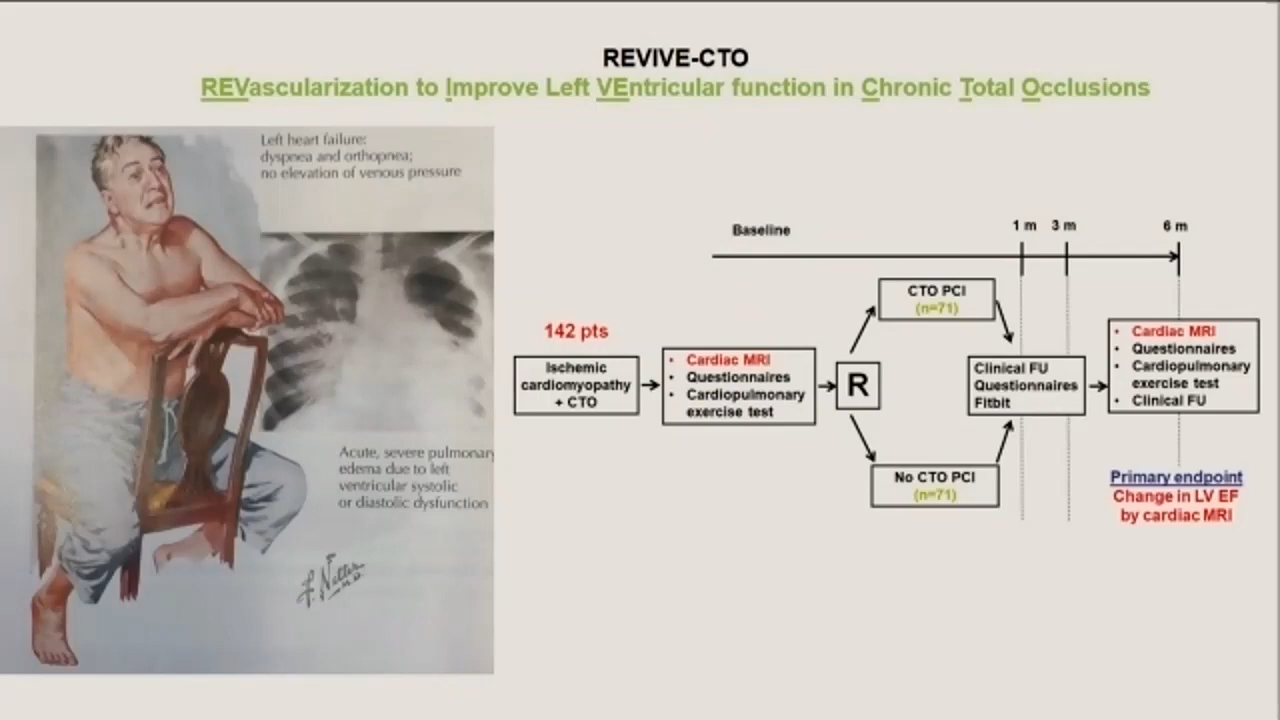 REVIVE-CTO
REVascularization to Improve Left VEntricular function in Chronic Total Occlusions
Left heart failure:
dyspnea and orthopnea;
no elevation of venous pressure
Acute, severe pulmonary
edema due to left
ventricular systolic
or diastolic dysfunction
F. Netter
M.D.
Baseline
1 m
3 m
6 m
142 pts
Ischemic
cardiomyopathy
+ CTO
• Cardiac MRI
• Questionnaires
• Cardiopulmonary
exercise test
R
CTO PCI
(n=71)
No CTO PCI
(n=71)
Clinical FU
Questionnaires
Fitbit
• Cardiac MRI
• Questionnaires
• Cardiopulmonary
exercise test
• Clinical FU
Primary endpoint
Change in LV EF
by cardiac MRI